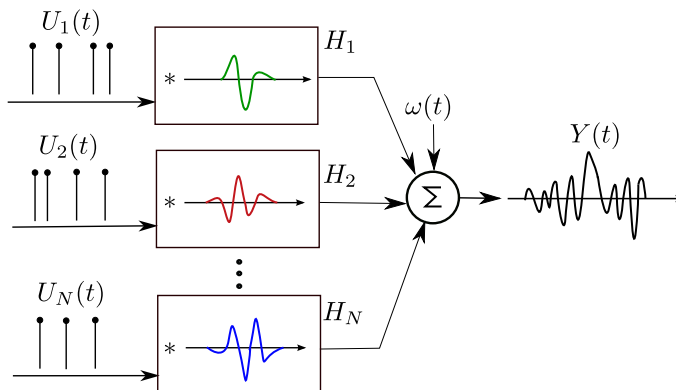 U_1(t)
* H_1
ω(t)
Y(t)
U_2(t)
* H_2
Σ
U_N(t)
* H_N